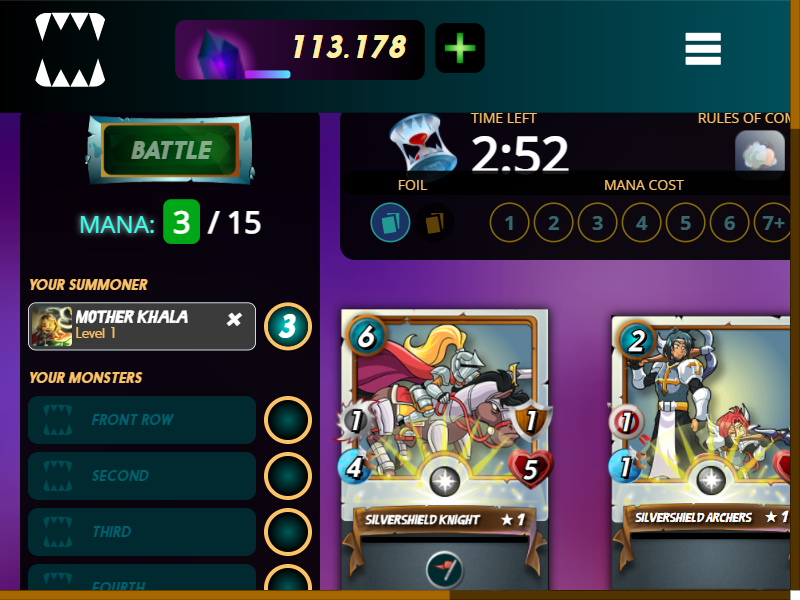 113.178
BATTLE
MANA: 3 / 15
YOUR SUMMONER
MOTHER KHALA
Level 1
3
YOUR MONSTERS
FRONT ROW
SECOND
THIRD
FOURTH
TIME LEFT
2:52
RULES OF COM
FOIL
MANA COST
1 2 3 4 5 6 7+
6
1
1
4
5
SILVERSHIELD KNIGHT ★ 1
2
1
1
SILVERSHIELD ARCHERS ★ 1